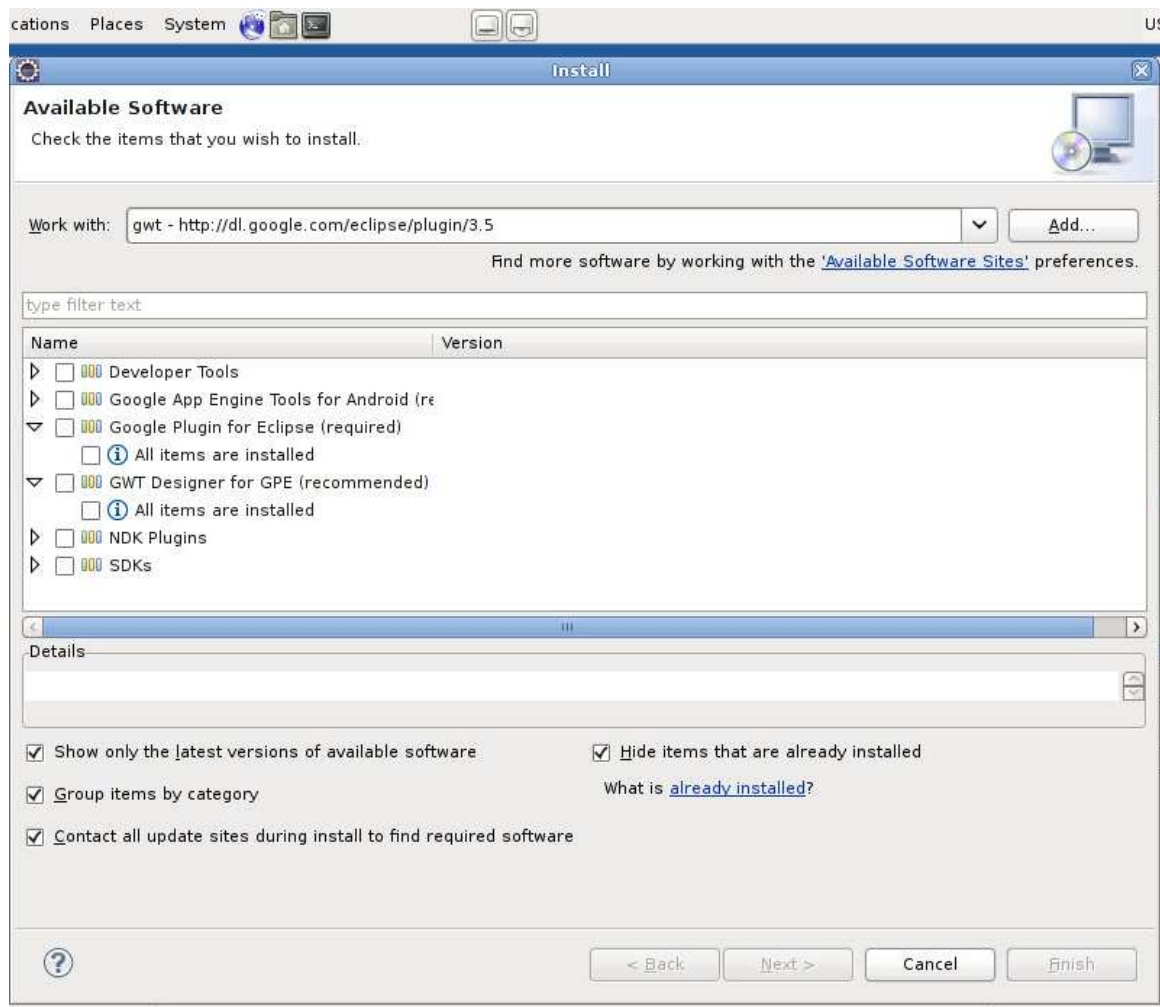 cations Places System
US
Install
Available Software
Check the items that you wish to install.
Work with: gwt - http://dl.google.com/eclipse/plugin/3.5 Add...
Find more software by working with the 'Available Software Sites' preferences.
type filter text
Name Version
Developer Tools
Google App Engine Tools for Android (re
Google Plugin for Eclipse (required)
All items are installed
GWT Designer for GPE (recommended)
All items are installed
NDK Plugins
SDKs
Details
Show only the latest versions of available software
Hide items that are already installed
Group items by category
What is already installed?
Contact all update sites during install to find required software
< Back Next > Cancel Finish